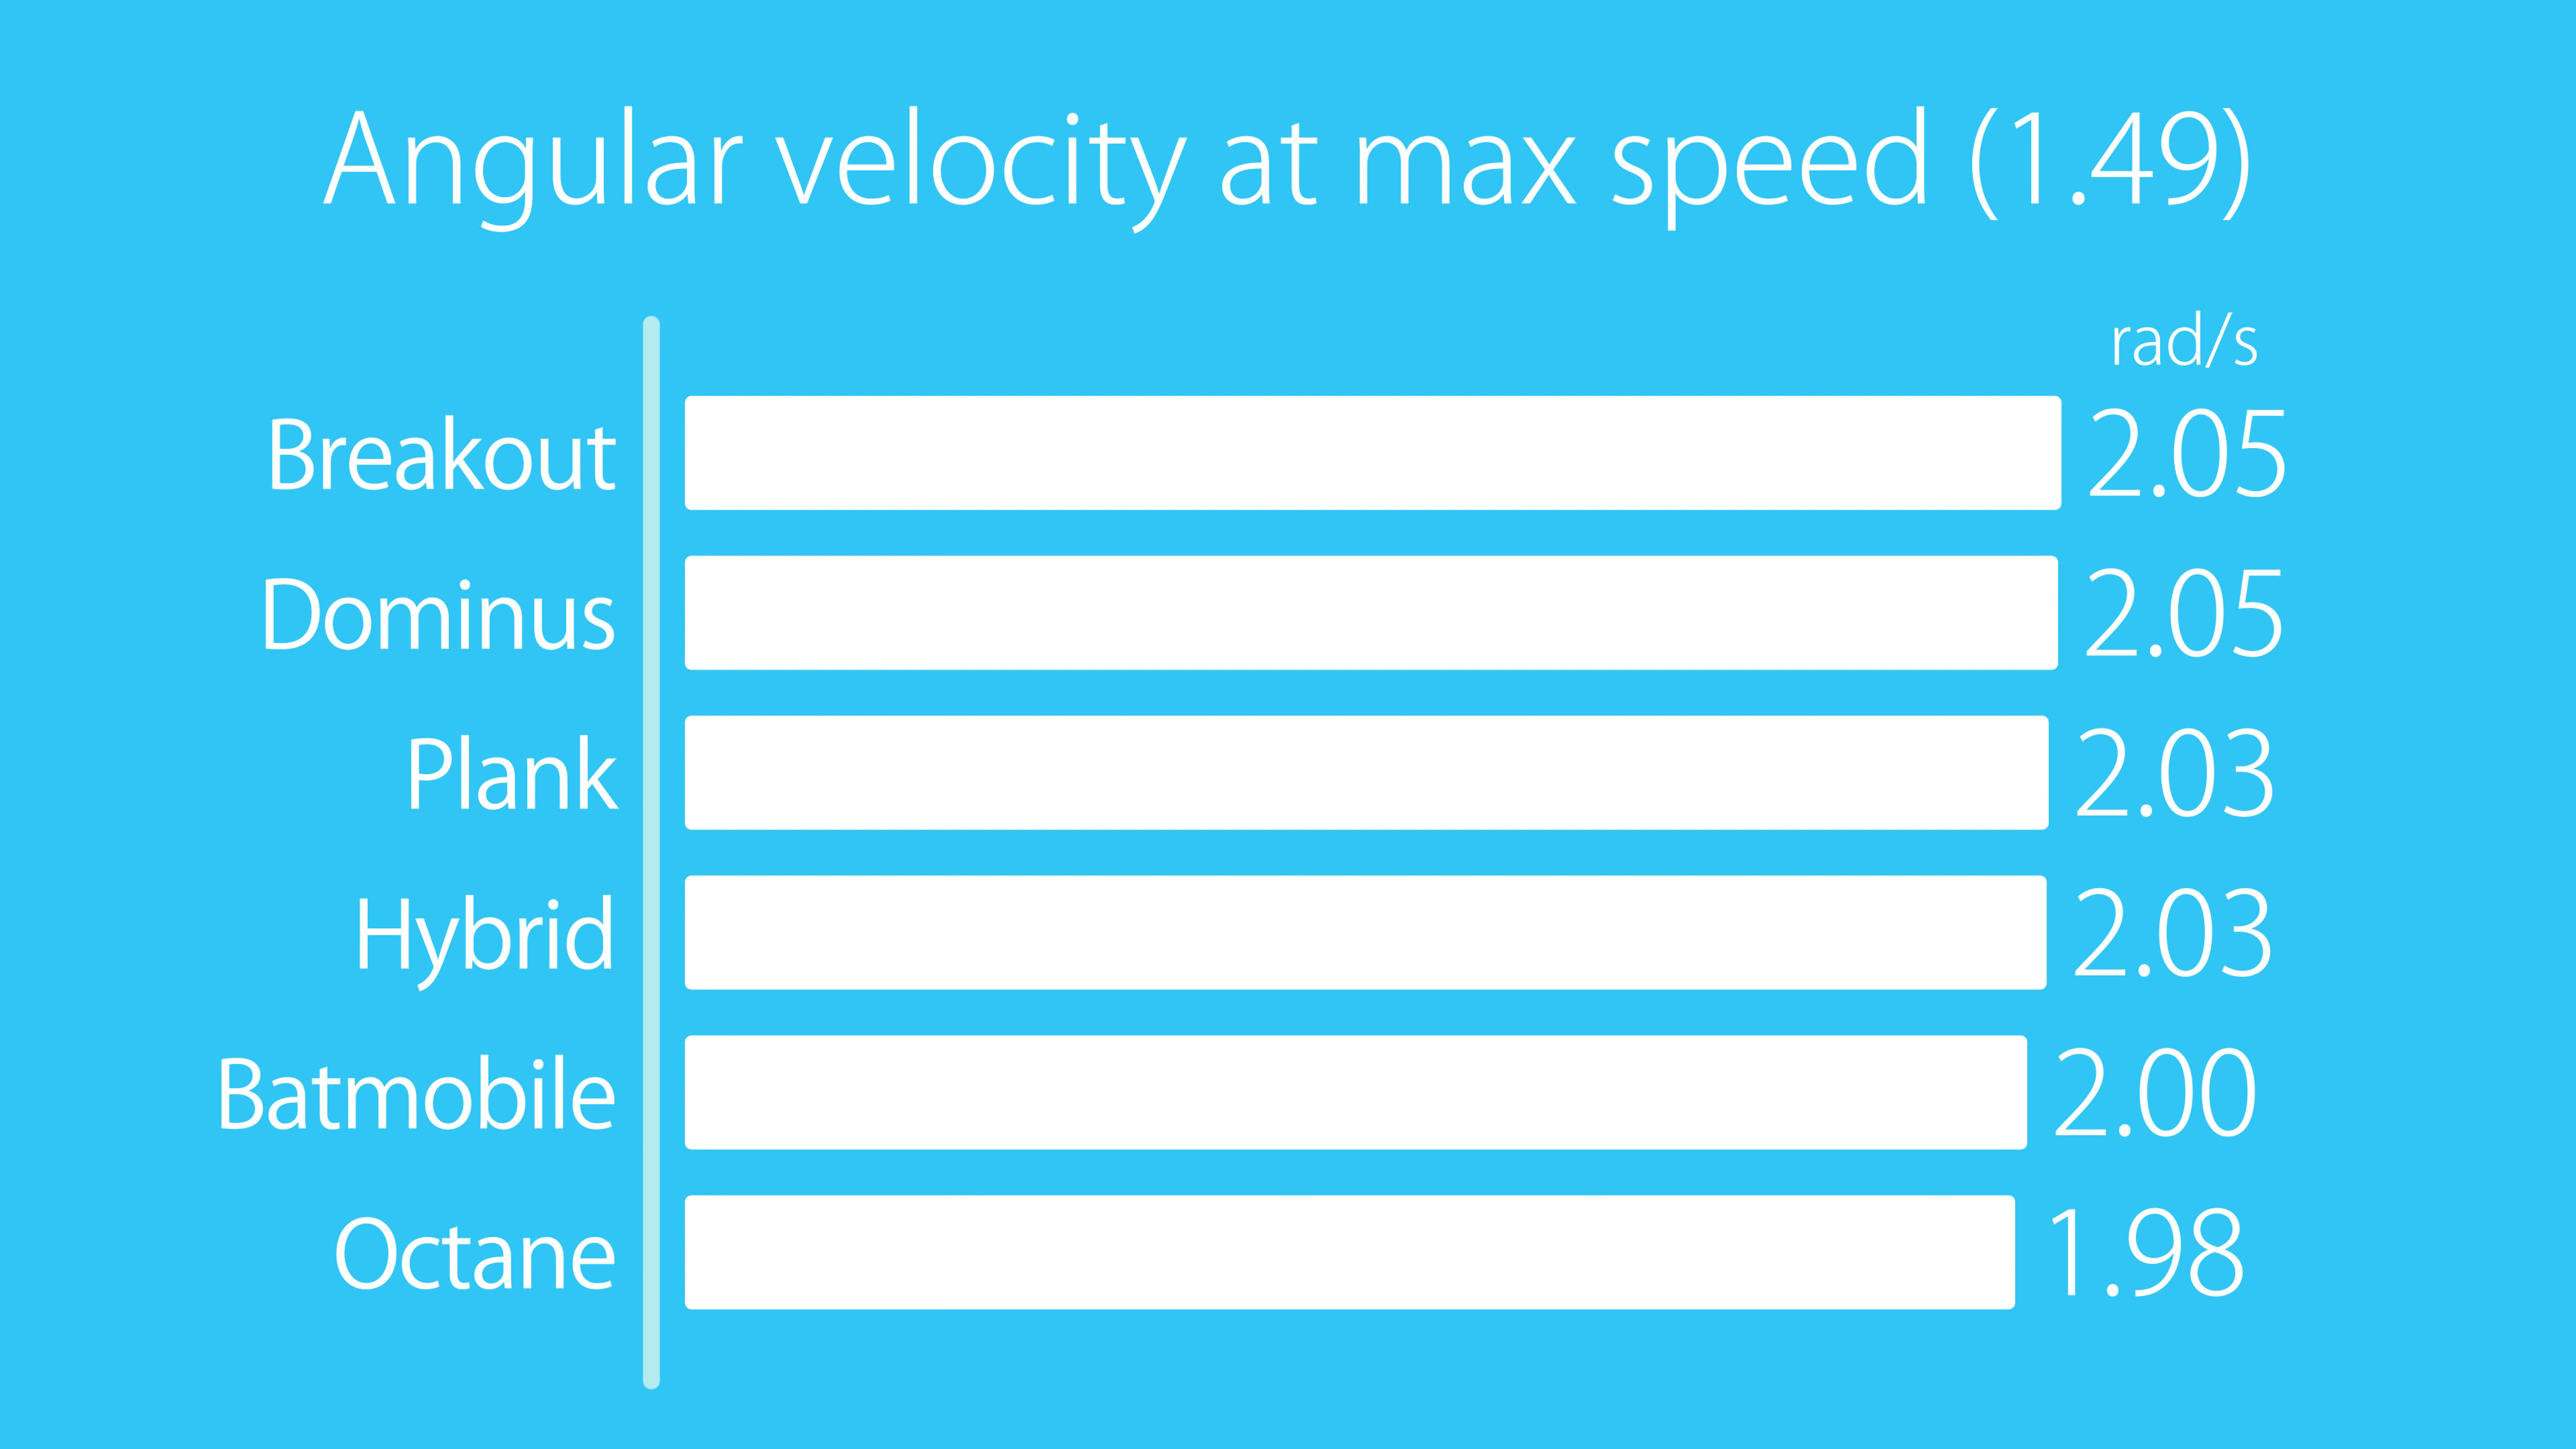 Angular velocity at max speed (1.49)
rad/s
Breakout 2.05
Dominus 2.05
Plank 2.03
Hybrid 2.03
Batmobile 2.00
Octane 1.98